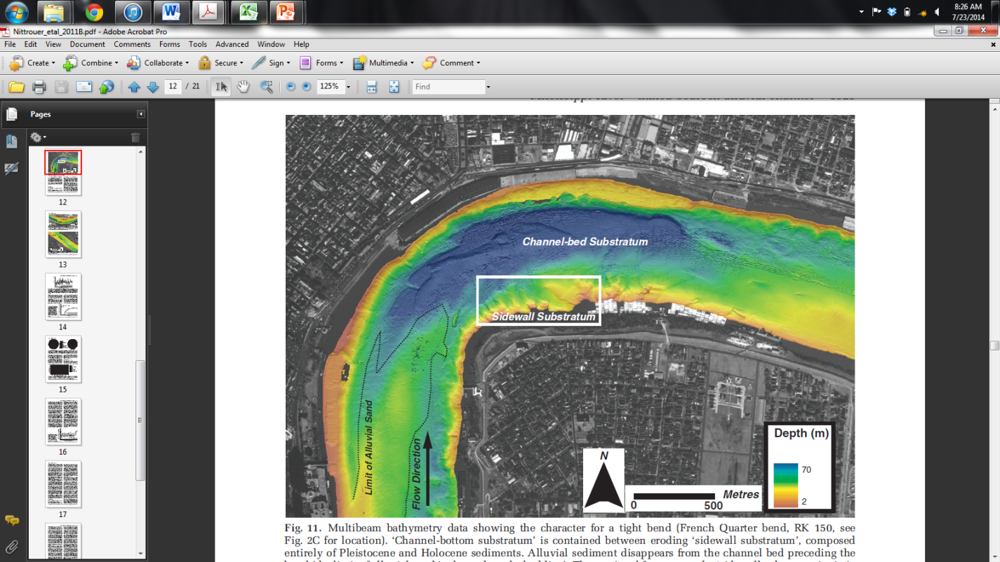 8:26 AM
7/23/2014
Nittrouer_etal_2011B.pdf - Adobe Acrobat Pro
File Edit View Document Comments Forms Tools Advanced Window Help
Create Combine Collaborate Secure Sign Forms Multimedia Comment
12 / 21 125% Find
Pages
12
13
14
15
16
17
Channel-bed Substratum
Sidewall Substratum
Limit of Alluvial Sand
Flow Direction
N
Metres
0 500
Depth (m)
70
2
Fig. 11. Multibeam bathymetry data showing the character for a tight bend (French Quarter bend, RK 150, see
Fig. 2C for location). ‘Channel-bottom substratum’ is contained between eroding ‘sidewall substratum’, composed
entirely of Pleistocene and Holocene sediments. Alluvial sediment disappears from the channel bed preceding the